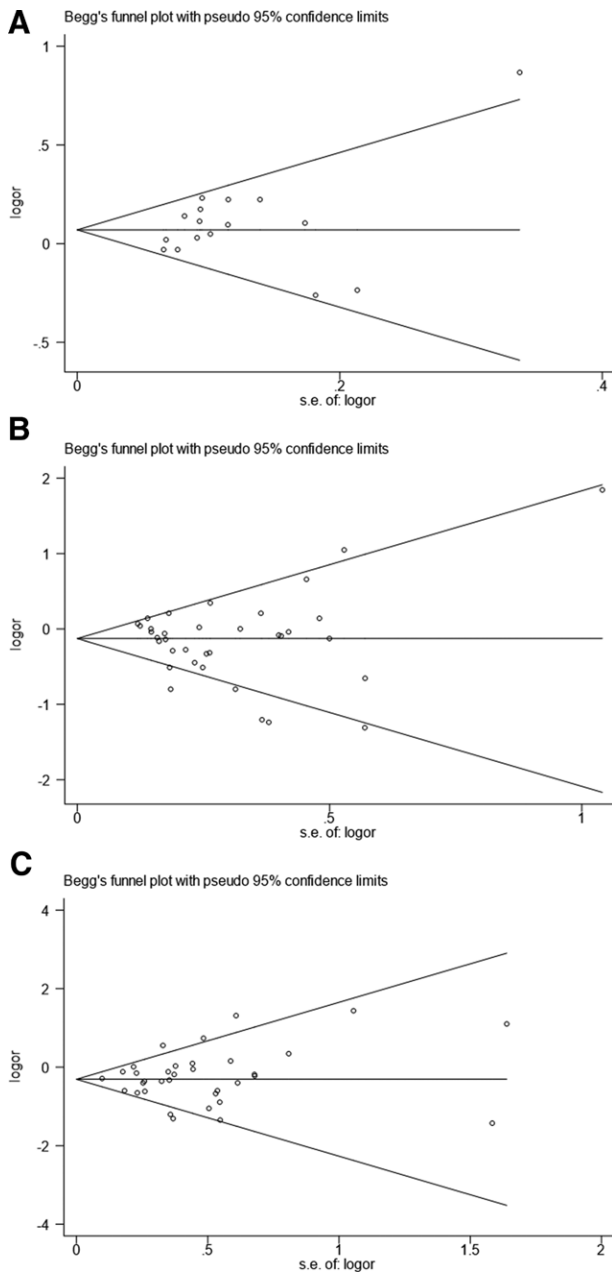 A
Begg's funnel plot with pseudo 95% confidence limits
1
.5
0
-.5
logor
0
.2
.4
s.e. of: logor
B
Begg's funnel plot with pseudo 95% confidence limits
2
1
0
-1
-2
logor
0
.5
1
s.e. of: logor
C
Begg's funnel plot with pseudo 95% confidence limits
4
2
0
-2
-4
logor
0
.5
1
1.5
2
s.e. of: logor